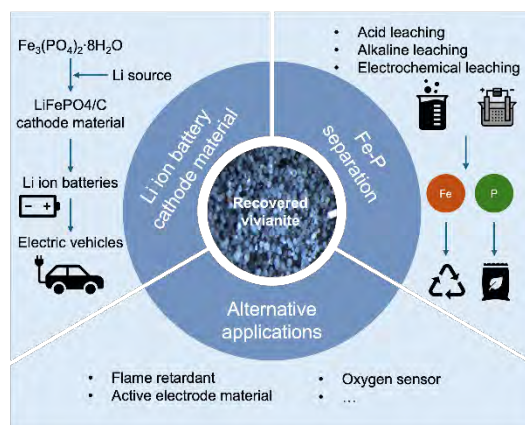 Fe₃(PO₄)₂·8H₂O
Li source
LiFePO4/C
cathode material
Li ion batteries
- +
Electric vehicles
Li ion battery
cathode material
Recovered
vivianite
Fe-P
separation
• Acid leaching
• Alkaline leaching
• Electrochemical leaching
Fe
P
Alternative
applications
• Flame retardant
• Active electrode material
• Oxygen sensor
• ...